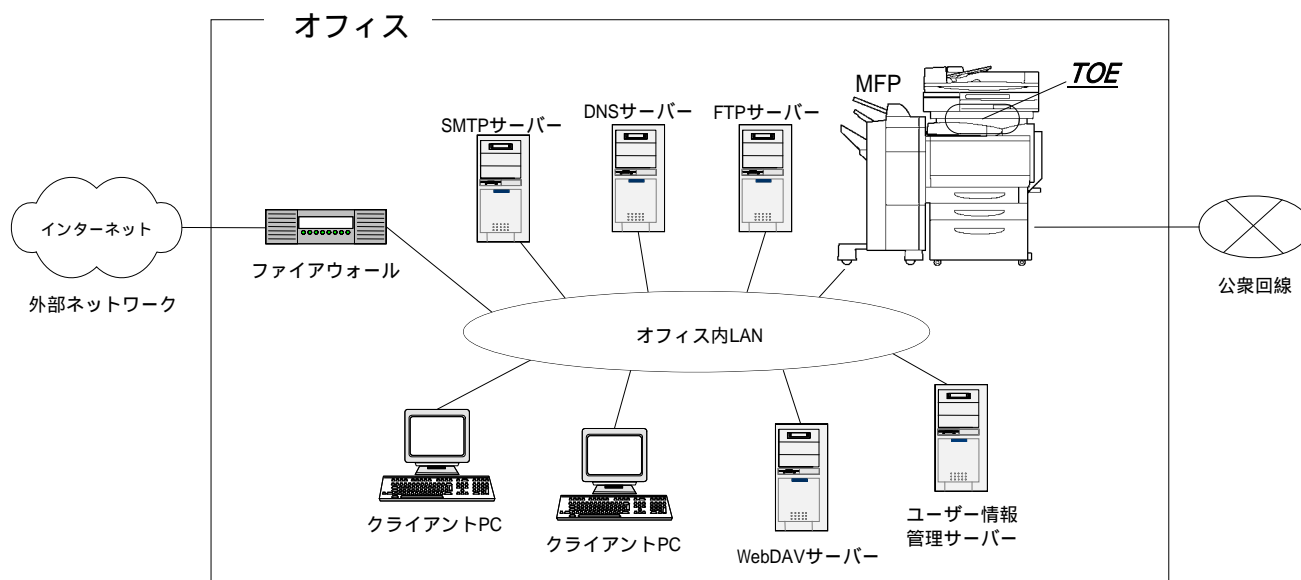 オフィス
MFP
TOE
SMTPサーバー
DNSサーバー
FTPサーバー
インターネット
外部ネットワーク
ファイアウォール
公衆回線
オフィス内LAN
クライアントPC
クライアントPC
WebDAVサーバー
ユーザー情報
管理サーバー